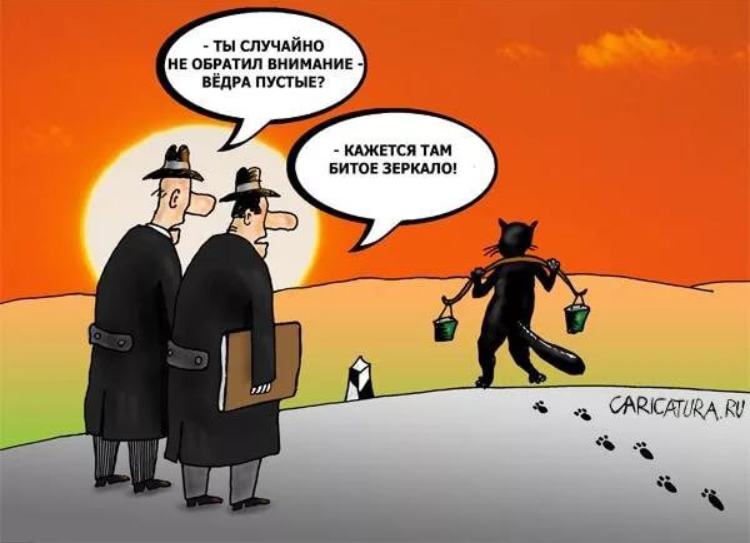 - ТЫ СЛУЧАЙНО
НЕ ОБРАТИЛ ВНИМАНИЕ -
ВЁДРА ПУСТЫЕ?
- КАЖЕТСЯ ТАМ
БИТОЕ ЗЕРКАЛО!
CARICATURA.RU